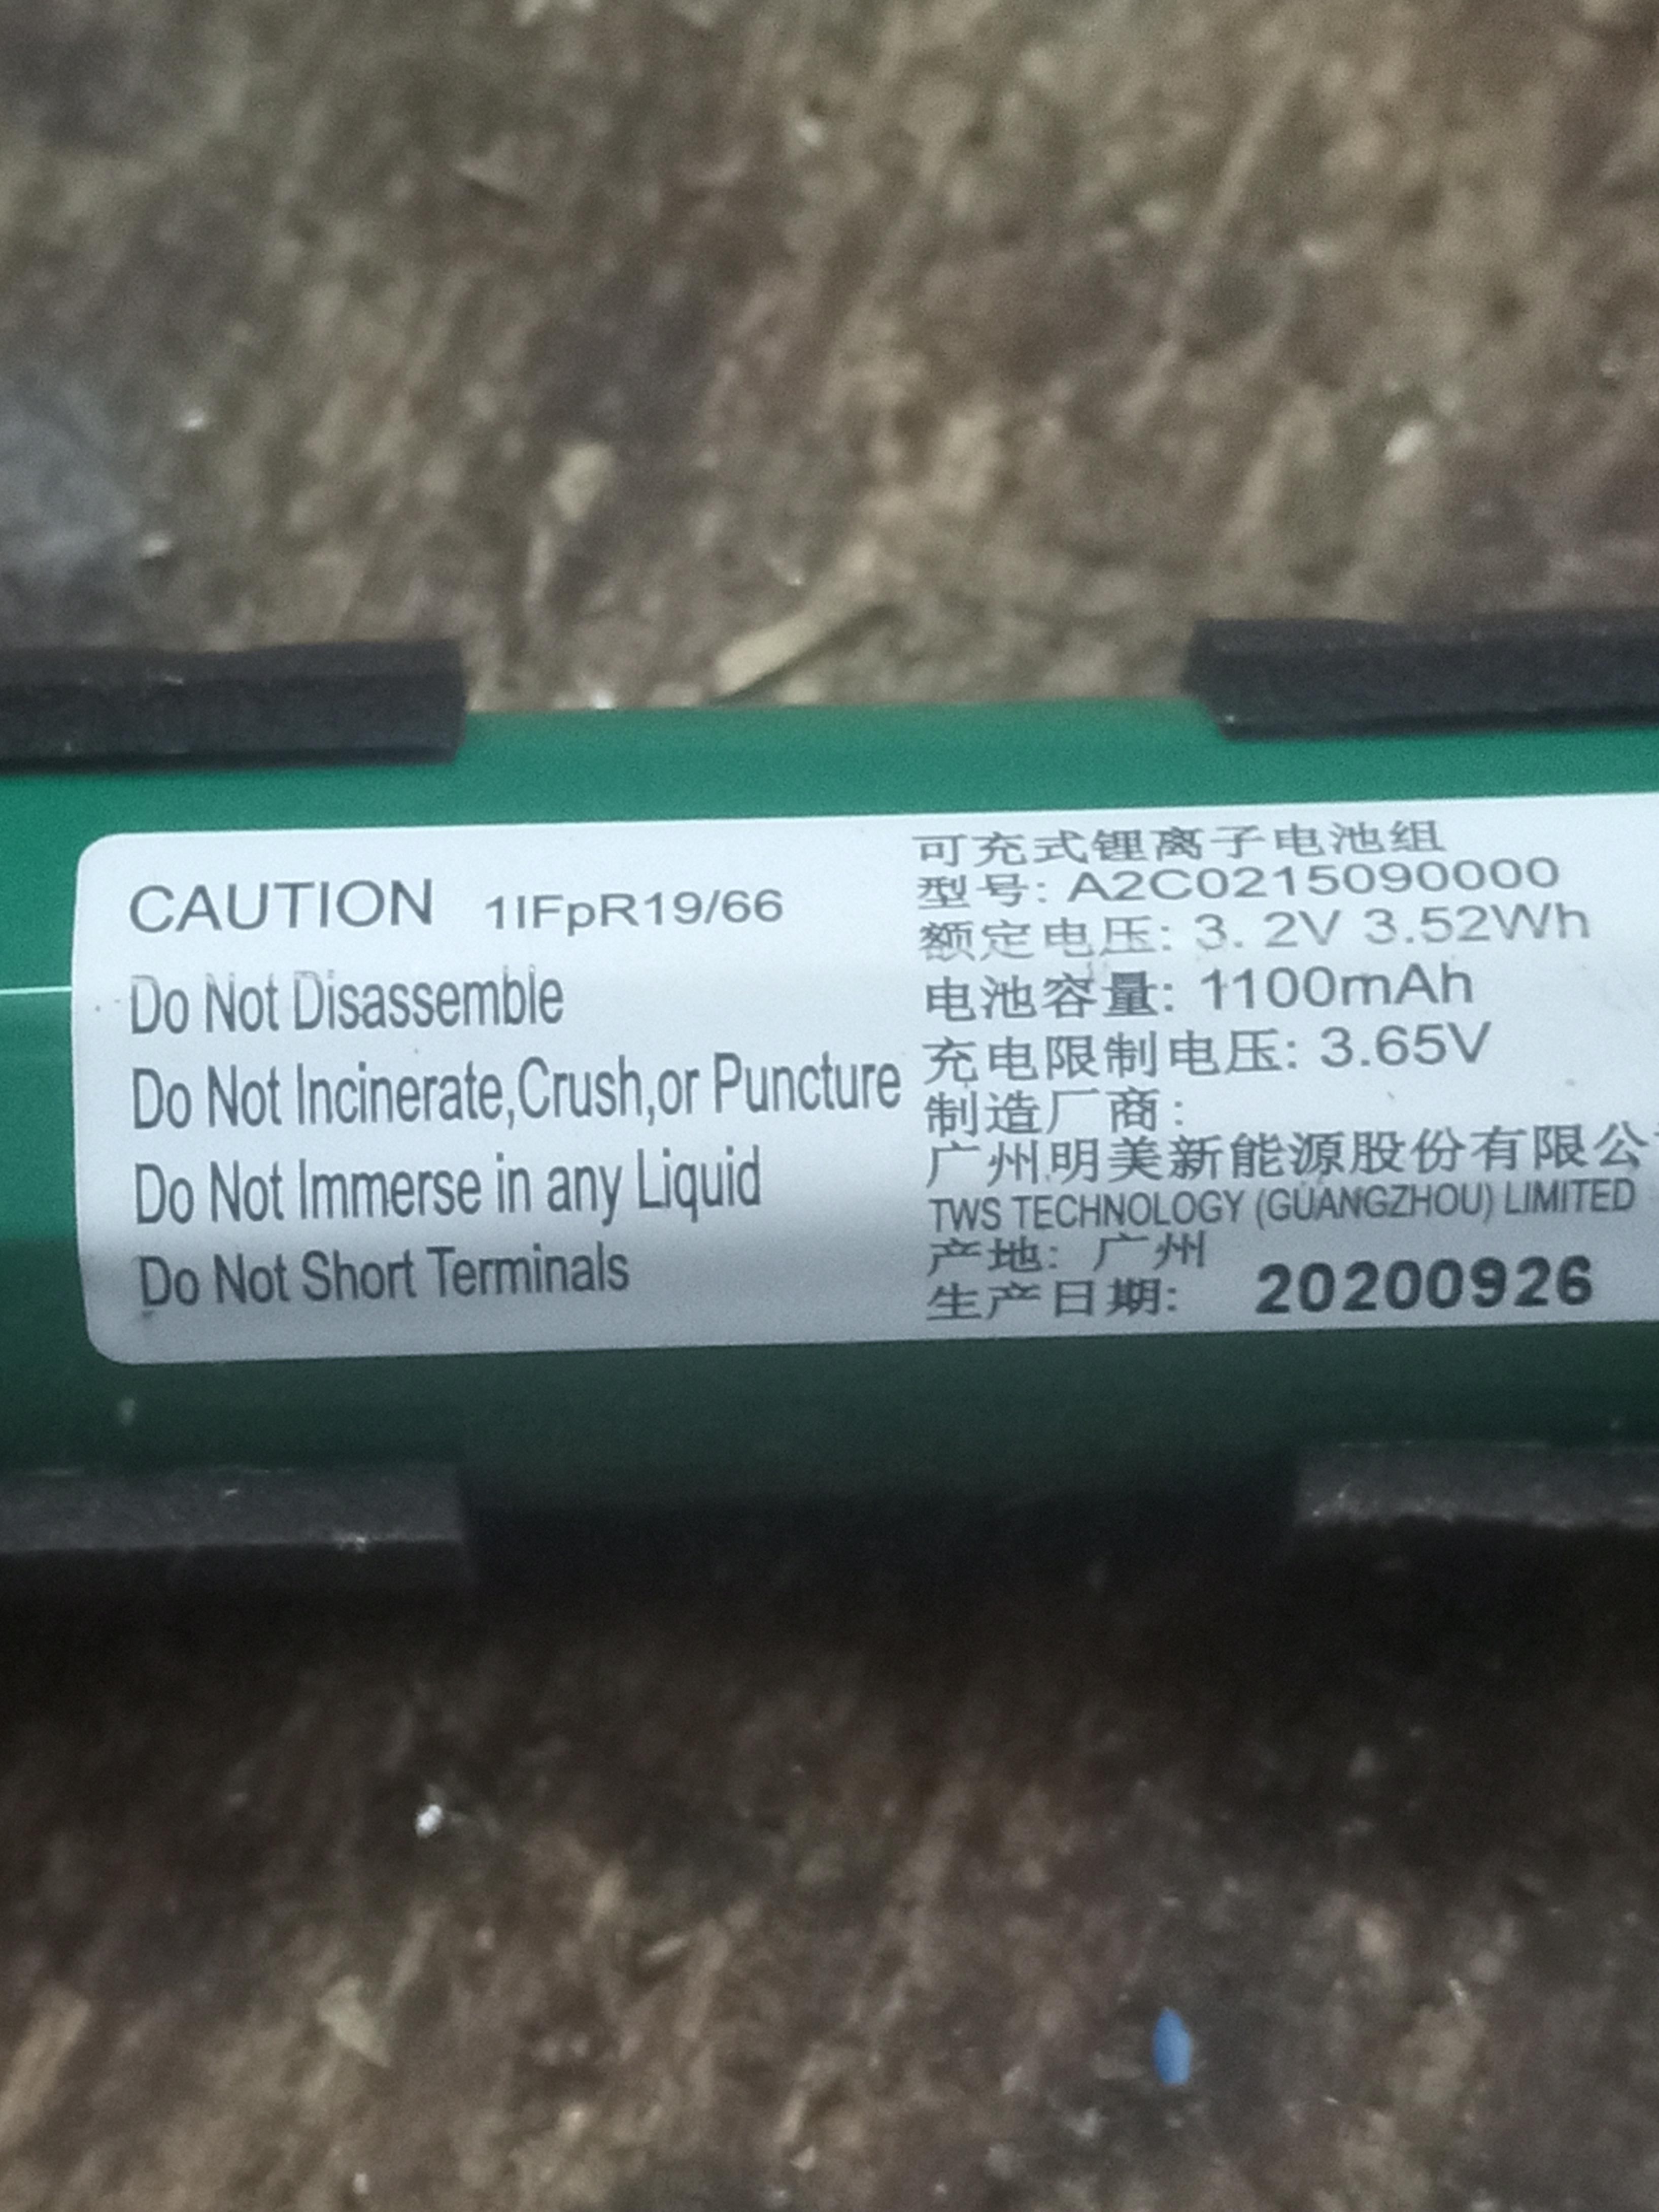 CAUTION 1IFpR19/66
Do Not Disassemble
Do Not Incinerate,Crush,or Puncture
Do Not Immerse in any Liquid
Do Not Short Terminals
可充式锂离子电池组
型号: A2C0215090000
额定电压: 3. 2V 3.52Wh
电池容量: 1100mAh
充电限制电压: 3.65V
制造厂商:
广州明美新能源股份有限公
TWS TECHNOLOGY (GUANGZHOU) LIMITED
产地: 广州
生产日期: 20200926